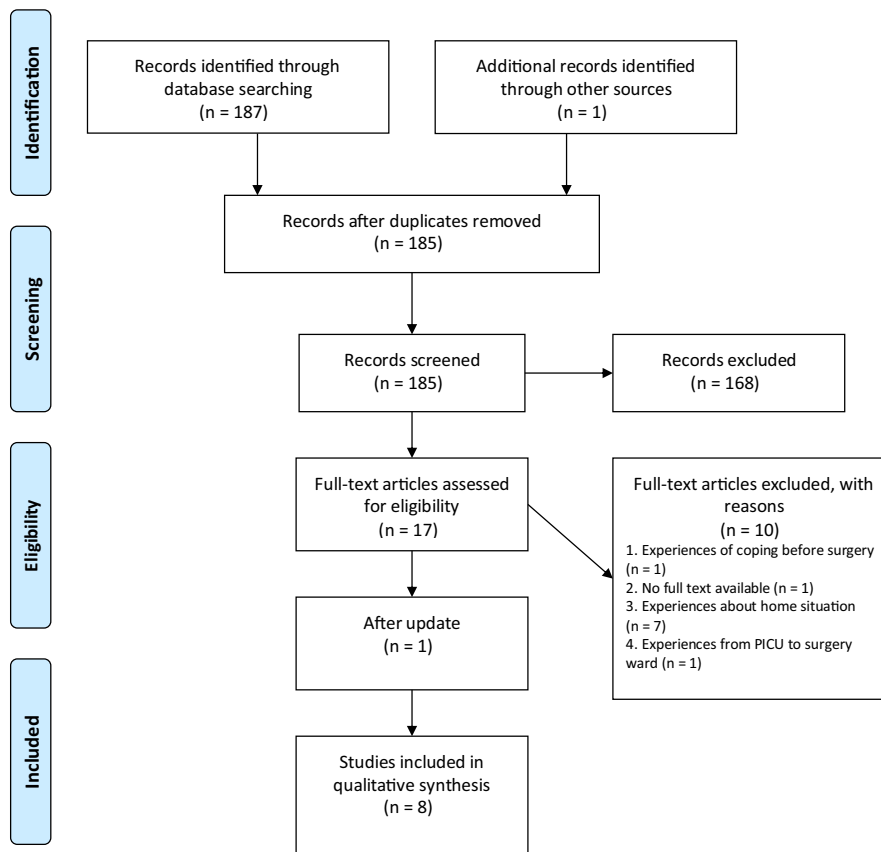 Identification
Records identified through
database searching
(n = 187)
Additional records identified
through other sources
(n = 1)
Records after duplicates removed
(n = 185)
Screening
Records screened
(n = 185)
Records excluded
(n = 168)
Eligibility
Full-text articles assessed
for eligibility
(n = 17)
Full-text articles excluded, with
reasons
(n = 10)
1. Experiences of coping before surgery
(n = 1)
2. No full text available (n = 1)
3. Experiences about home situation
(n = 7)
4. Experiences from PICU to surgery
ward (n = 1)
After update
(n = 1)
Included
Studies included in
qualitative synthesis
(n = 8)